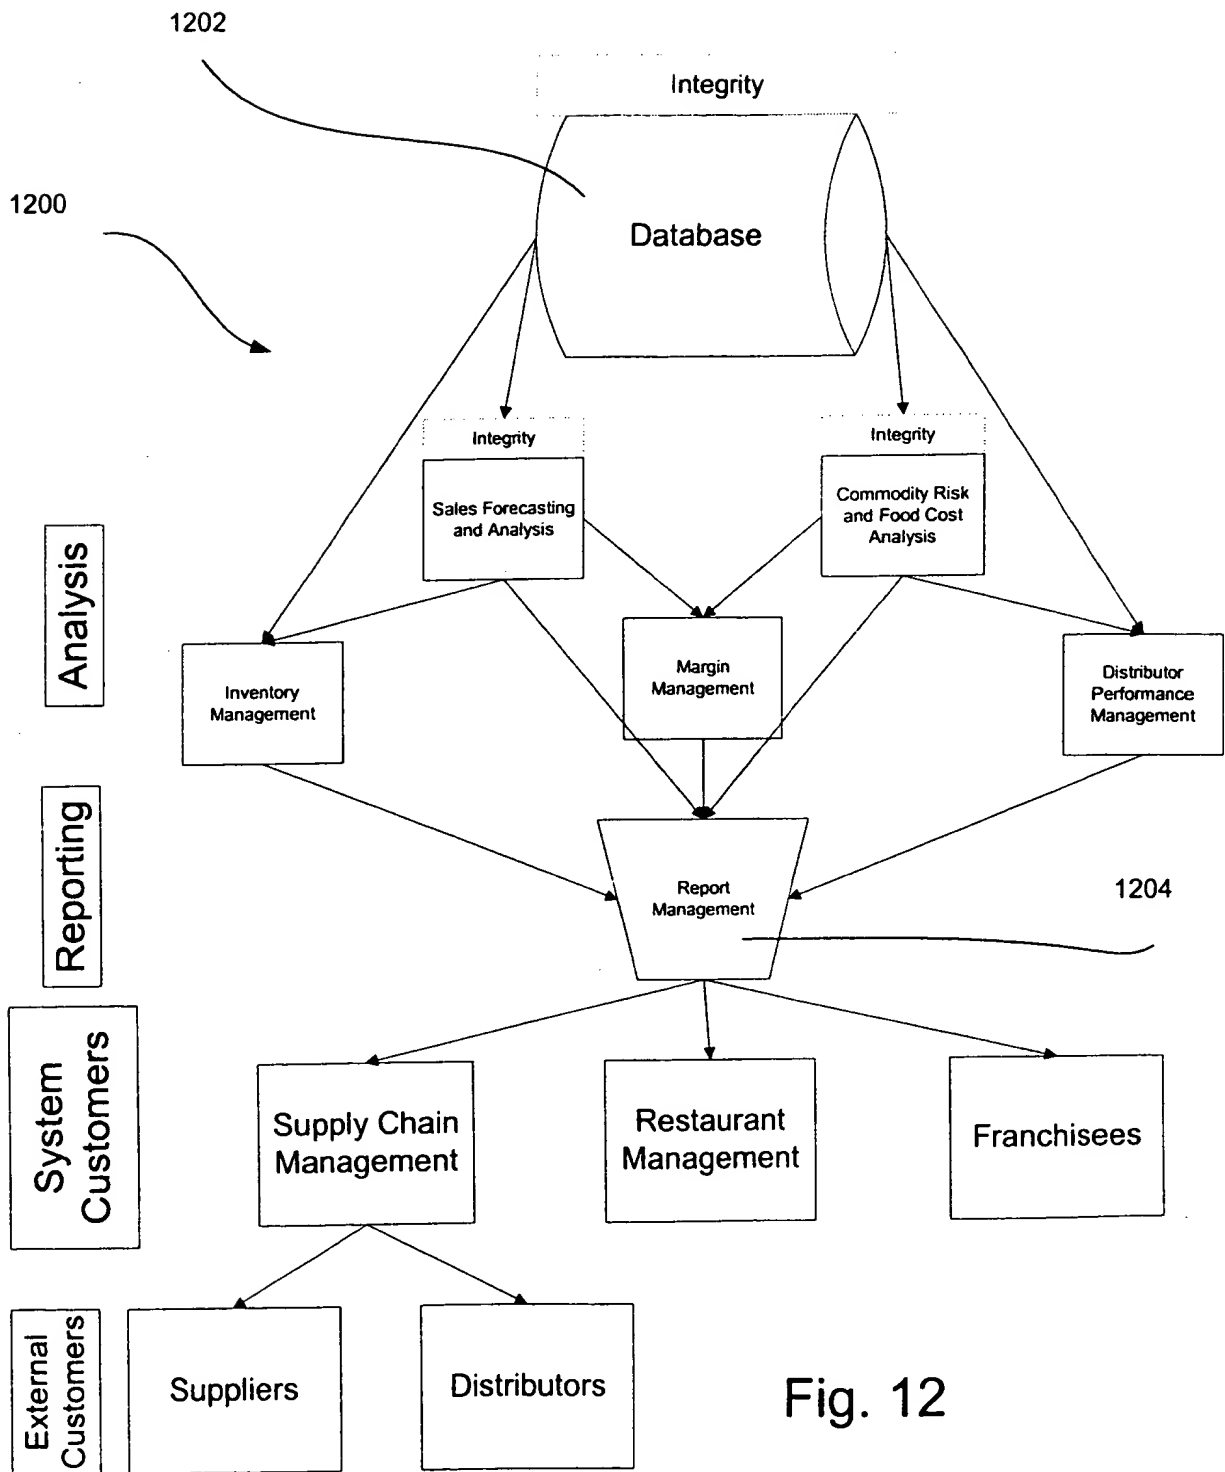 1202
Integrity
1200
Database
Integrity
Integrity
Sales Forecasting
and Analysis
Commodity Risk
and Food Cost
Analysis
Analysis
Inventory
Management
Margin
Management
Distributor
Performance
Management
Reporting
Report
Management
1204
System
Customers
Supply Chain
Management
Restaurant
Management
Franchisees
External
Customers
Suppliers
Distributors
Fig. 12